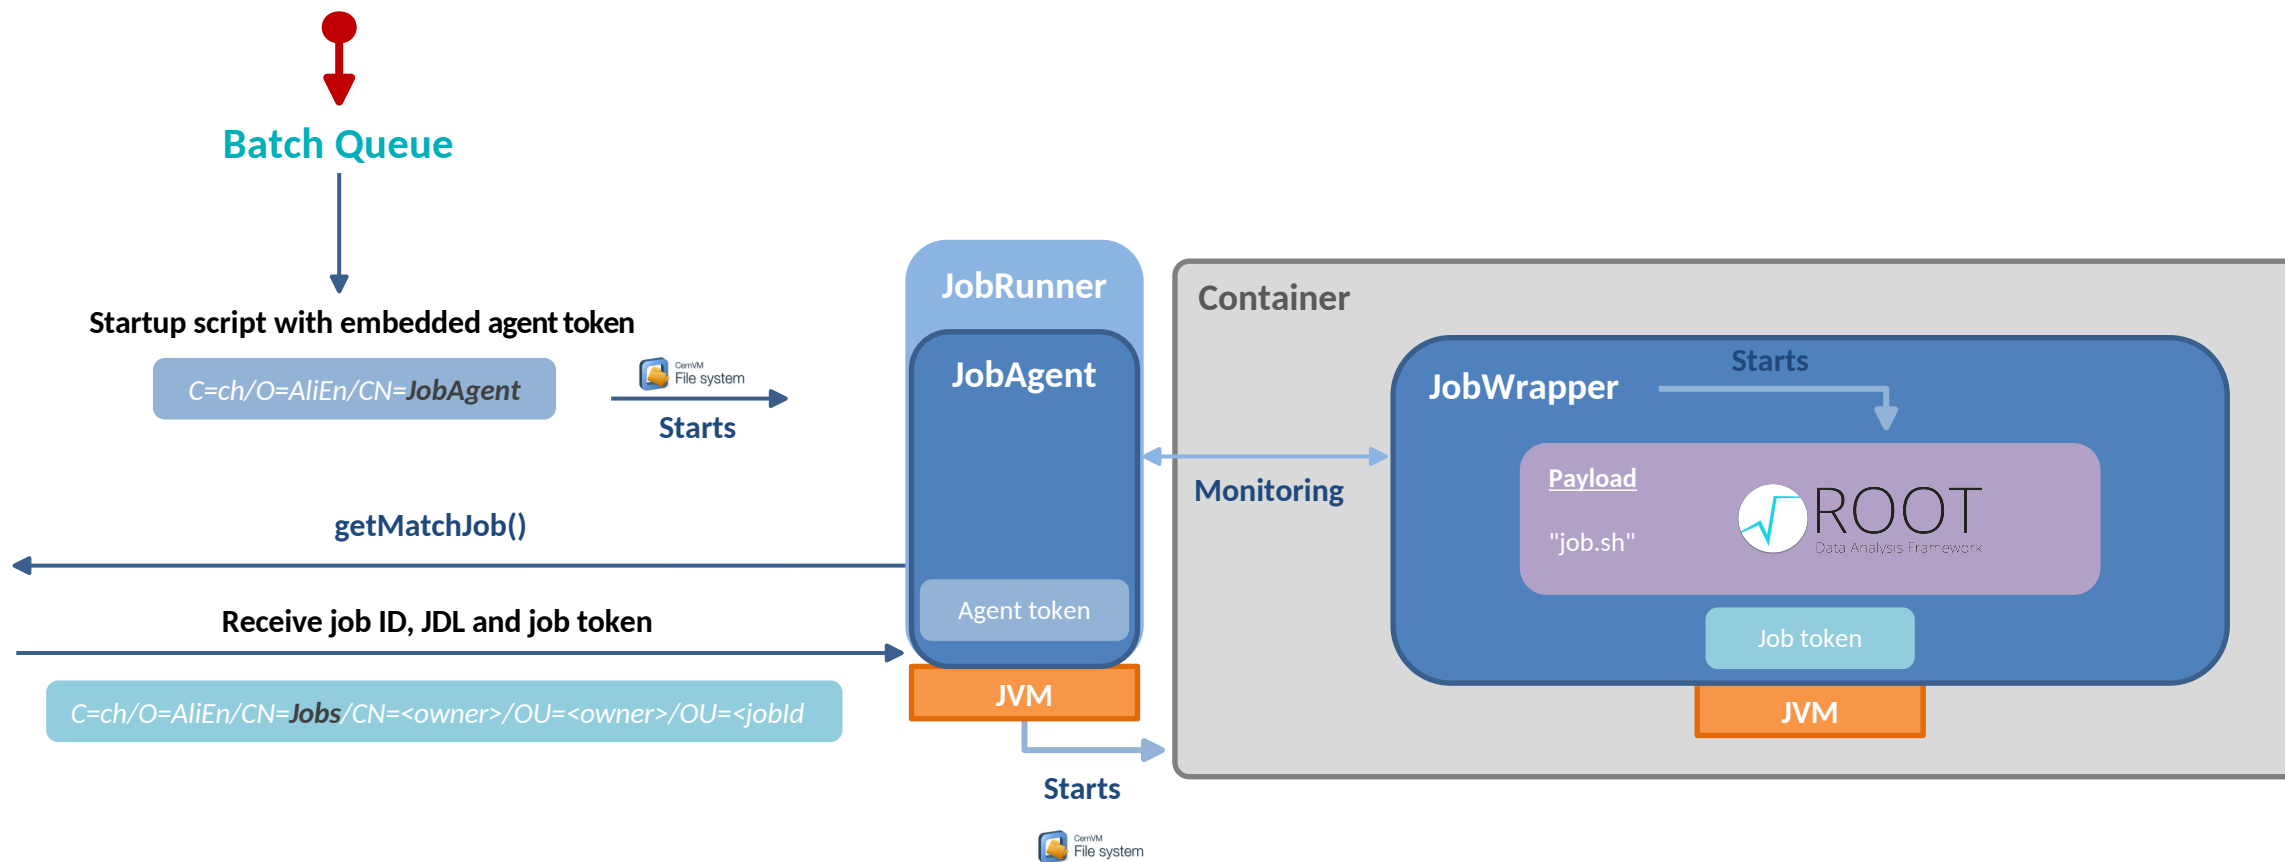 Batch Queue
Startup script with embedded agent token
C=ch/O=AliEn/CN=JobAgent
CernVM
File system
Starts
getMatchJob()
Receive job ID, JDL and job token
C=ch/O=AliEn/CN=Jobs/CN=<owner>/OU=<owner>/OU=<jobId
JobRunner
JobAgent
Agent token
JVM
Starts
CernVM
File system
Monitoring
Container
JobWrapper
Starts
Payload
"job.sh"
ROOT
Data Analysis Framework
Job token
JVM